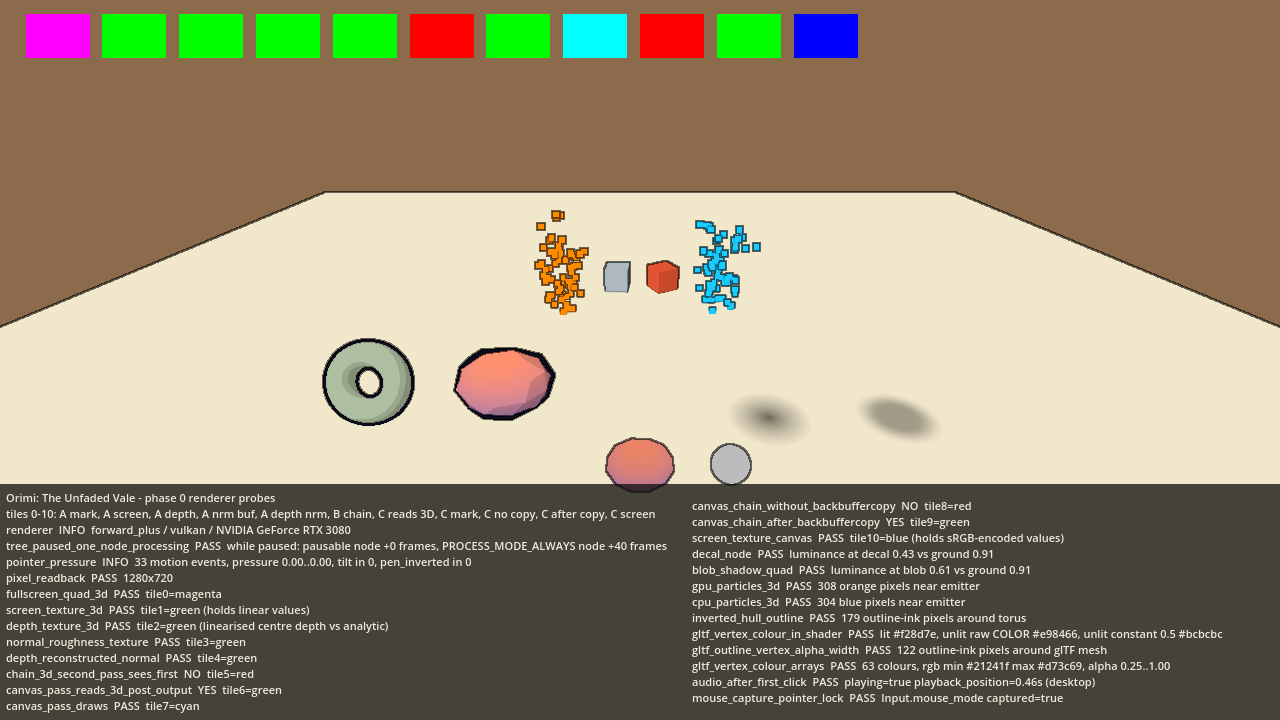 Orimi: The Unfaded Vale - phase 0 renderer probes
tiles 0-10: A mark, A screen, A depth, A nrm buf, A depth nrm, B chain, C reads 3D, C mark, C no copy, C after copy, C screen
renderer INFO forward_plus / vulkan / NVIDIA GeForce RTX 3080
tree_paused_one_node_processing PASS while paused: pausable node +0 frames, PROCESS_MODE_ALWAYS node +40 frames
pointer_pressure INFO 33 motion events, pressure 0.00..0.00, tilt in 0, pen_inverted in 0
pixel_readback PASS 1280x720
fullscreen_quad_3d PASS tile0=magenta
screen_texture_3d PASS tile1=green (holds linear values)
depth_texture_3d PASS tile2=green (linearised centre depth vs analytic)
normal_roughness_texture PASS tile3=green
depth_reconstructed_normal PASS tile4=green
chain_3d_second_pass_sees_first NO tile5=red
canvas_pass_reads_3d_post_output YES tile6=green
canvas_pass_draws PASS tile7=cyan
canvas_chain_without_backbuffercopy NO tile8=red
canvas_chain_after_backbuffercopy YES tile9=green
screen_texture_canvas PASS tile10=blue (holds sRGB-encoded values)
decal_node PASS luminance at decal 0.43 vs ground 0.91
blob_shadow_quad PASS luminance at blob 0.61 vs ground 0.91
gpu_particles_3d PASS 308 orange pixels near emitter
cpu_particles_3d PASS 304 blue pixels near emitter
inverted_hull_outline PASS 179 outline-ink pixels around torus
gltf_vertex_colour_in_shader PASS lit #f28d7e, unlit raw COLOR #e98466, unlit constant 0.5 #bcbcbc
gltf_outline_vertex_alpha_width PASS 122 outline-ink pixels around glTF mesh
gltf_vertex_colour_arrays PASS 63 colours, rgb min #21241f max #d73c69, alpha 0.25..1.00
audio_after_first_click PASS playing=true playback_position=0.46s (desktop)
mouse_capture_pointer_lock PASS Input.mouse_mode captured=true